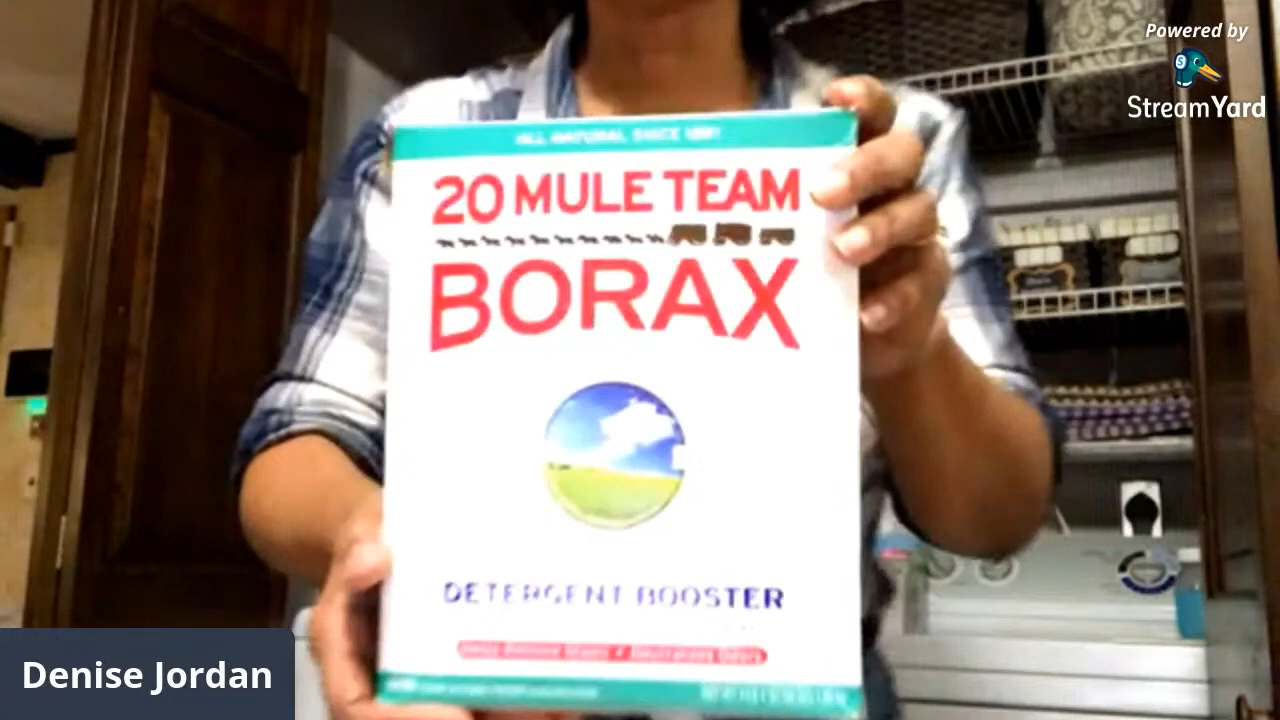 Powered by
StreamYard
ALL NATURAL SINCE 1891
20 MULE TEAM
BORAX
DETERGENT BOOSTER
Denise Jordan